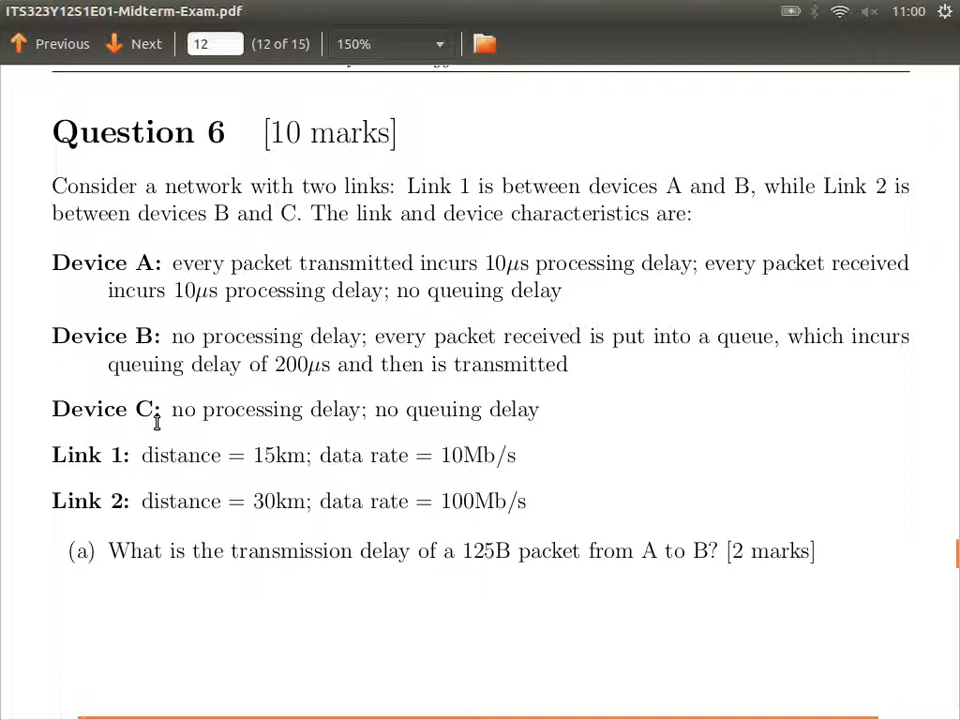 ITS323Y12S1E01-Midterm-Exam.pdf
11:00
Previous Next 12 (12 of 15) 150%
Question 6 [10 marks]
Consider a network with two links: Link 1 is between devices A and B, while Link 2 is
between devices B and C. The link and device characteristics are:
Device A: every packet transmitted incurs 10μs processing delay; every packet received
incurs 10μs processing delay; no queuing delay
Device B: no processing delay; every packet received is put into a queue, which incurs
queuing delay of 200μs and then is transmitted
Device C: no processing delay; no queuing delay
Link 1: distance = 15km; data rate = 10Mb/s
Link 2: distance = 30km; data rate = 100Mb/s
(a) What is the transmission delay of a 125B packet from A to B? [2 marks]